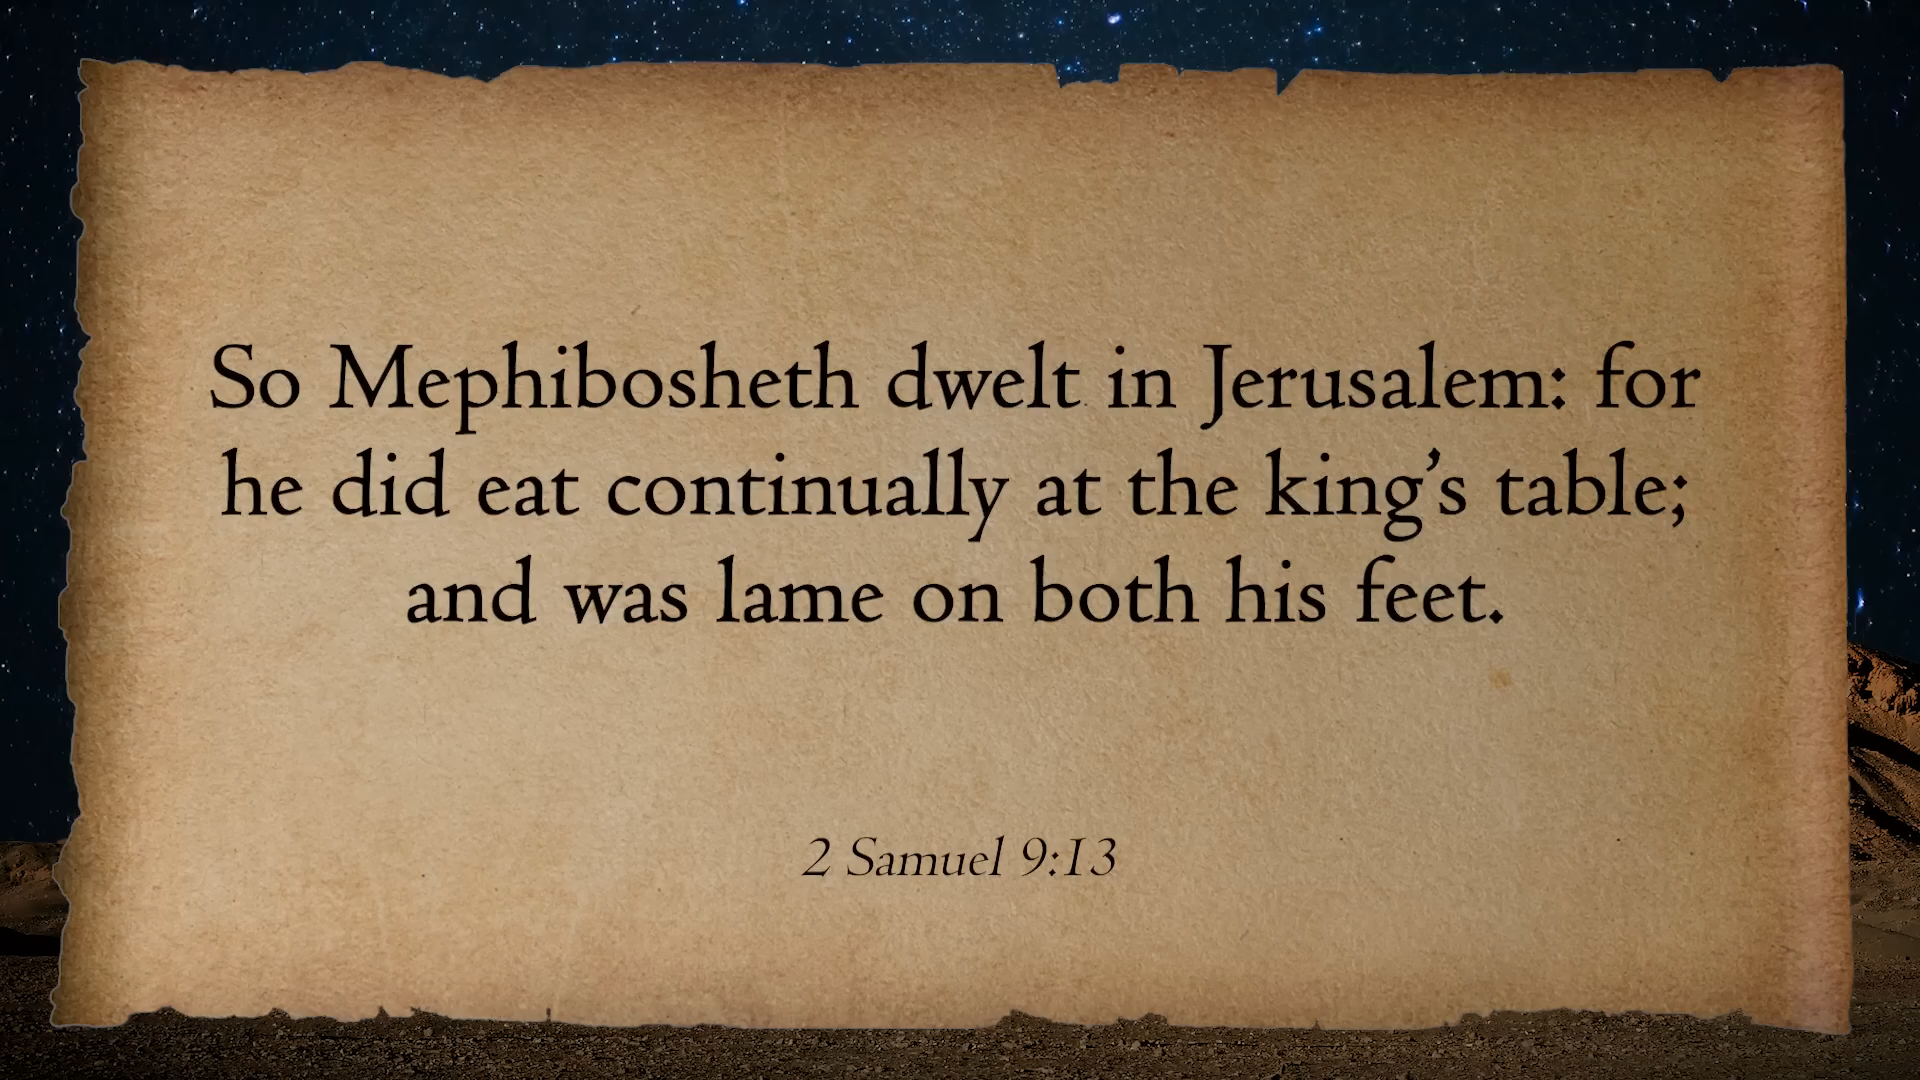 So Mephibosheth dwelt in Jerusalem: for
he did eat continually at the king’s table;
and was lame on both his feet.
2 Samuel 9:13